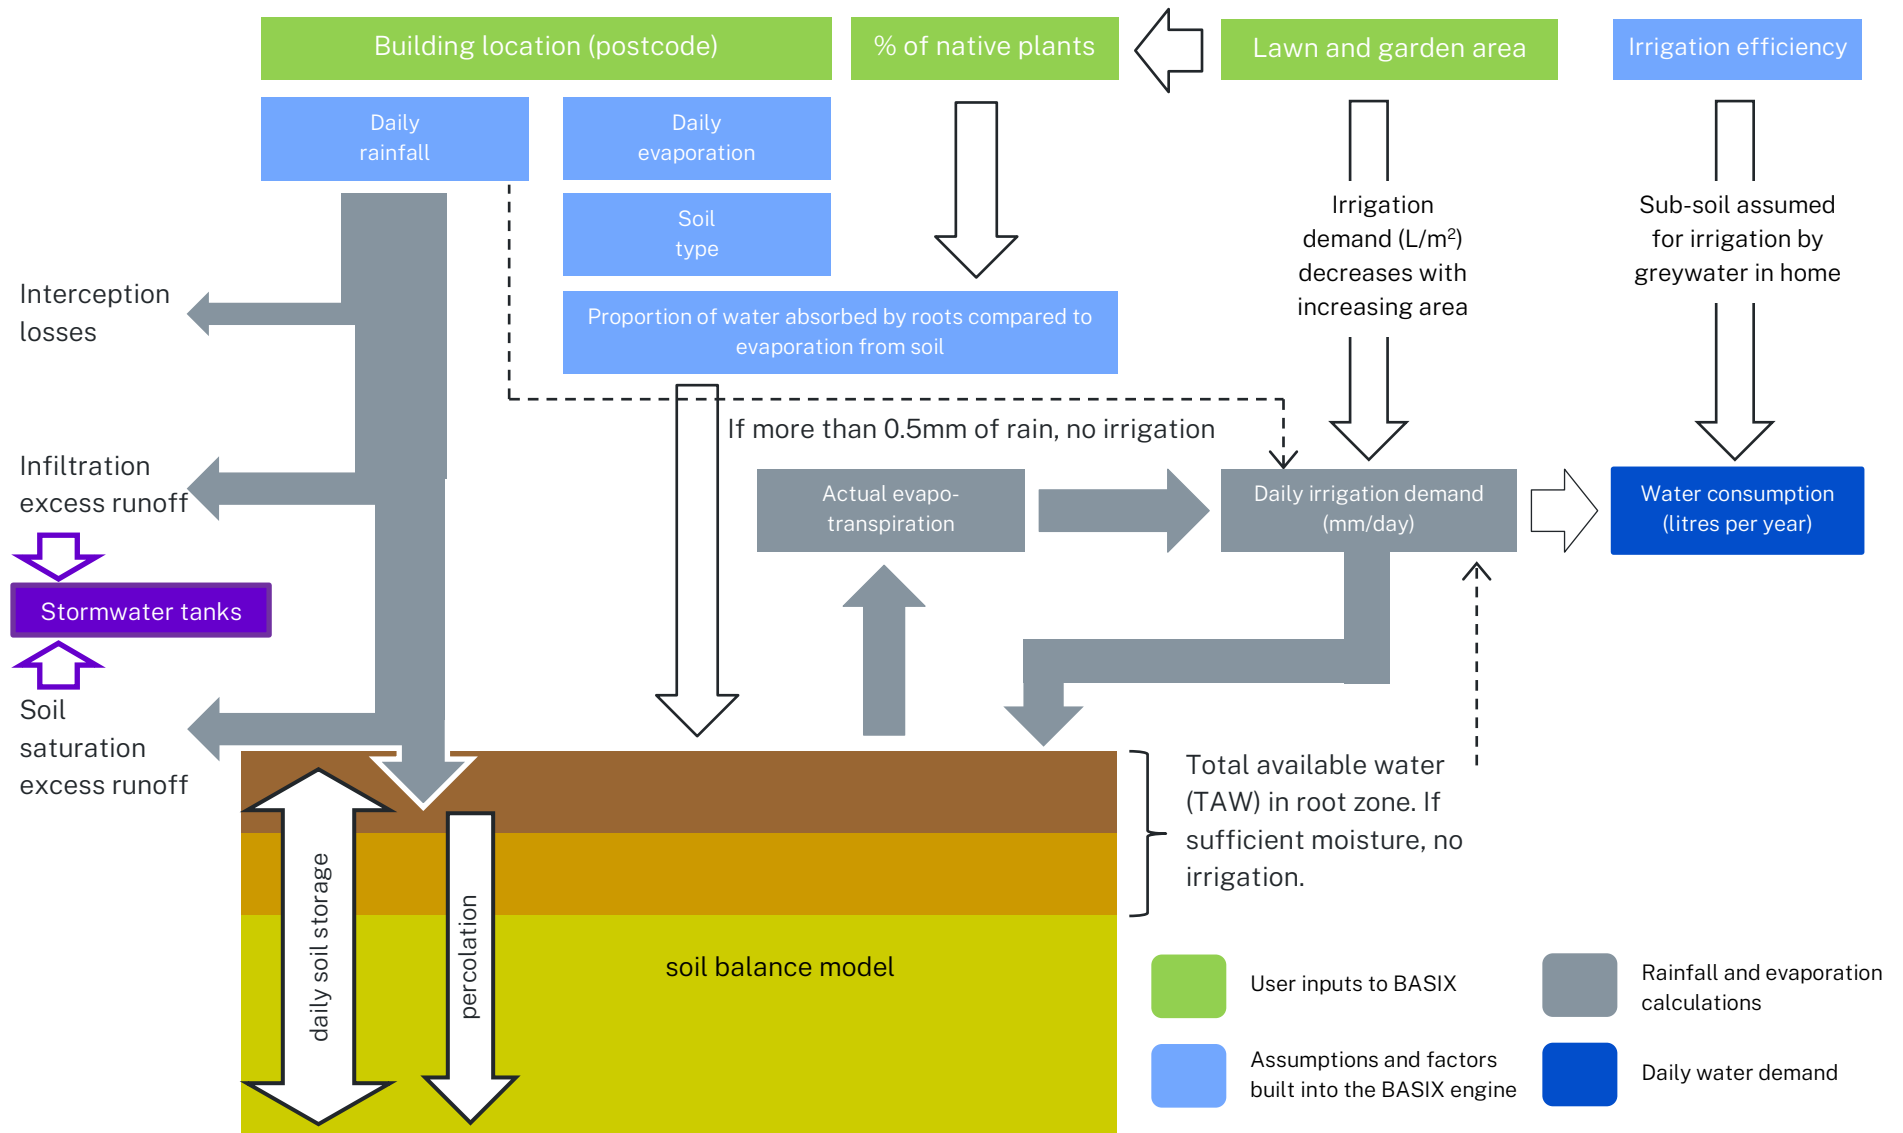 Building location (postcode)
% of native plants
Lawn and garden area
Irrigation efficiency
Daily
rainfall
Daily
evaporation
Soil
type
Proportion of water absorbed by roots compared to
evaporation from soil
Irrigation
demand (L/m²)
decreases with
increasing area
Sub-soil assumed
for irrigation by
greywater in home
Interception
losses
If more than 0.5mm of rain, no irrigation
Infiltration
excess runoff
Actual evapo-
transpiration
Daily irrigation demand
(mm/day)
Water consumption
(litres per year)
Stormwater tanks
Soil
saturation
excess runoff
Total available water
(TAW) in root zone. If
sufficient moisture, no
irrigation.
daily soil storage
percolation
soil balance model
User inputs to BASIX
Rainfall and evaporation
calculations
Assumptions and factors
built into the BASIX engine
Daily water demand